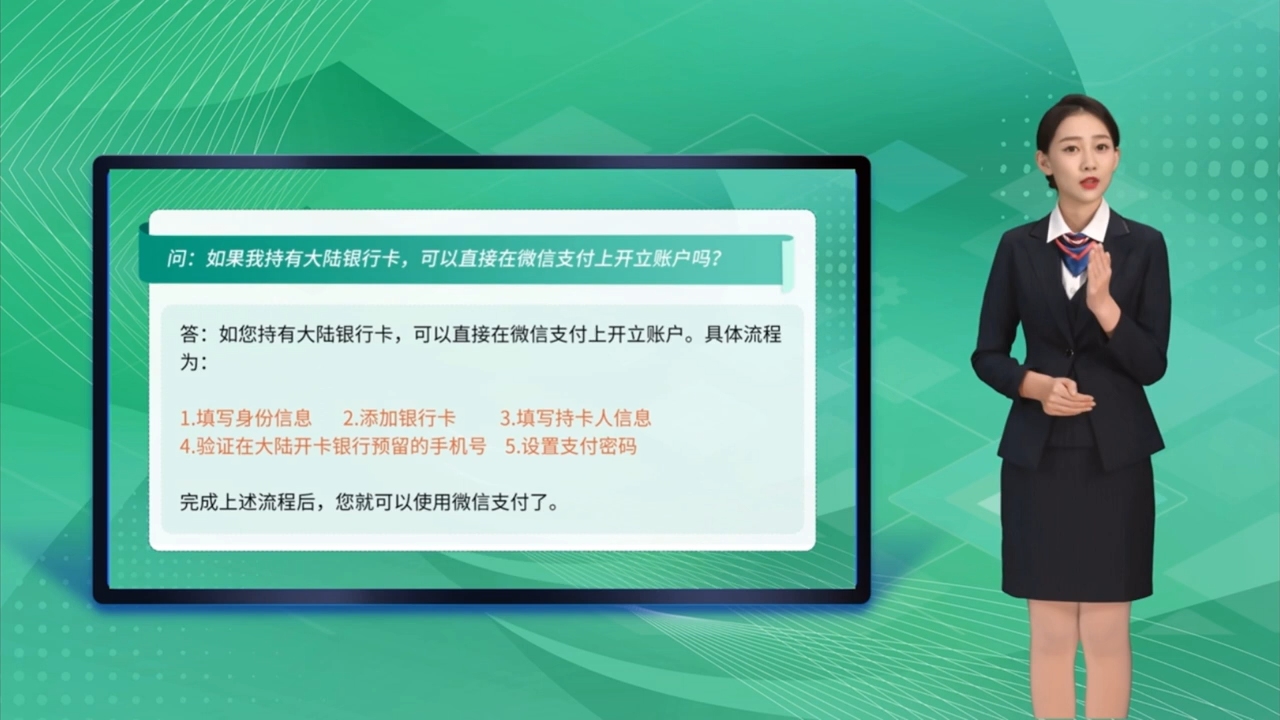 问：如果我持有大陆银行卡，可以直接在微信支付上开立账户吗？
答：如您持有大陆银行卡，可以直接在微信支付上开立账户。具体流程
为：
1.填写身份信息 2.添加银行卡 3.填写持卡人信息
4.验证在大陆开卡银行预留的手机号 5.设置支付密码
完成上述流程后，您就可以使用微信支付了。